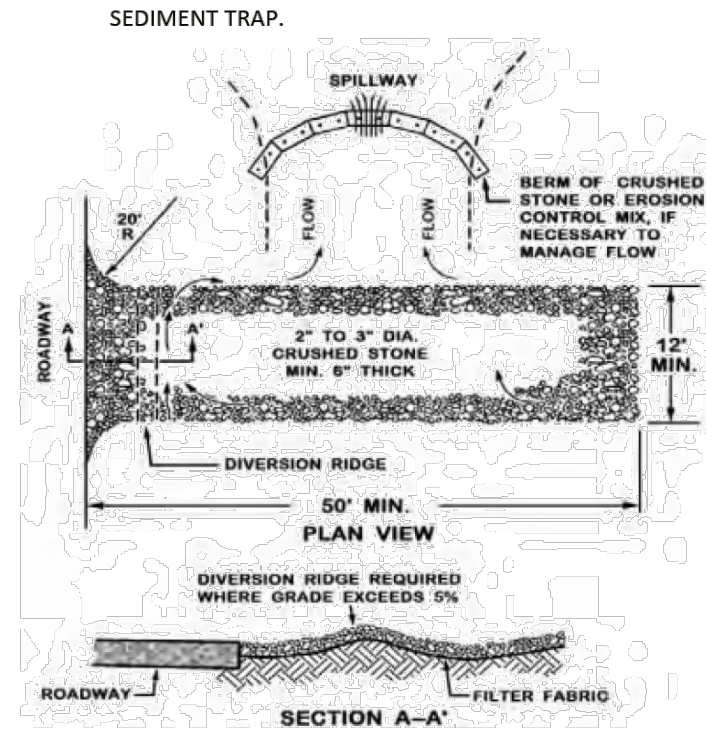 SEDIMENT TRAP.
SPILLWAY
BERM OF CRUSHED
STONE OR EROSION
CONTROL MIX, IF
NECESSARY TO
MANAGE FLOW
20'
R
FLOW
FLOW
ROADWAY
A
A'
2" TO 3" DIA.
CRUSHED STONE
MIN. 6" THICK
12'
MIN.
DIVERSION RIDGE
50' MIN.
PLAN VIEW
DIVERSION RIDGE REQUIRED
WHERE GRADE EXCEEDS 5%
ROADWAY
FILTER FABRIC
SECTION A–A'